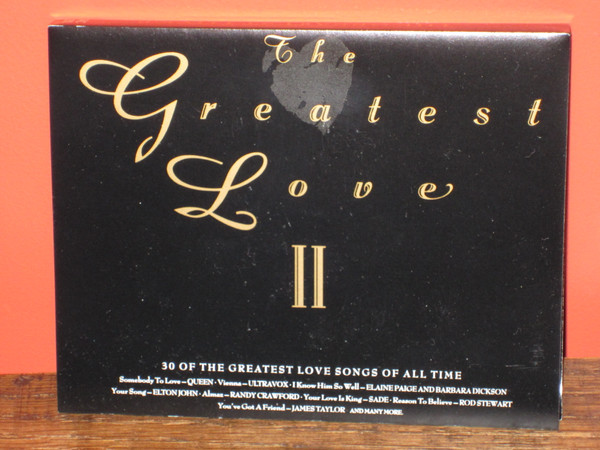 The
Greatest
Love
II
30 OF THE GREATEST LOVE SONGS OF ALL TIME
Somebody To Love – QUEEN · Vienna – ULTRAVOX · I Know Him So Well – ELAINE PAIGE AND BARBARA DICKSON
Your Song – ELTON JOHN · Almaz – RANDY CRAWFORD · Your Love Is King – SADE · Reason To Believe – ROD STEWART
You've Got A Friend – JAMES TAYLOR AND MANY MORE.